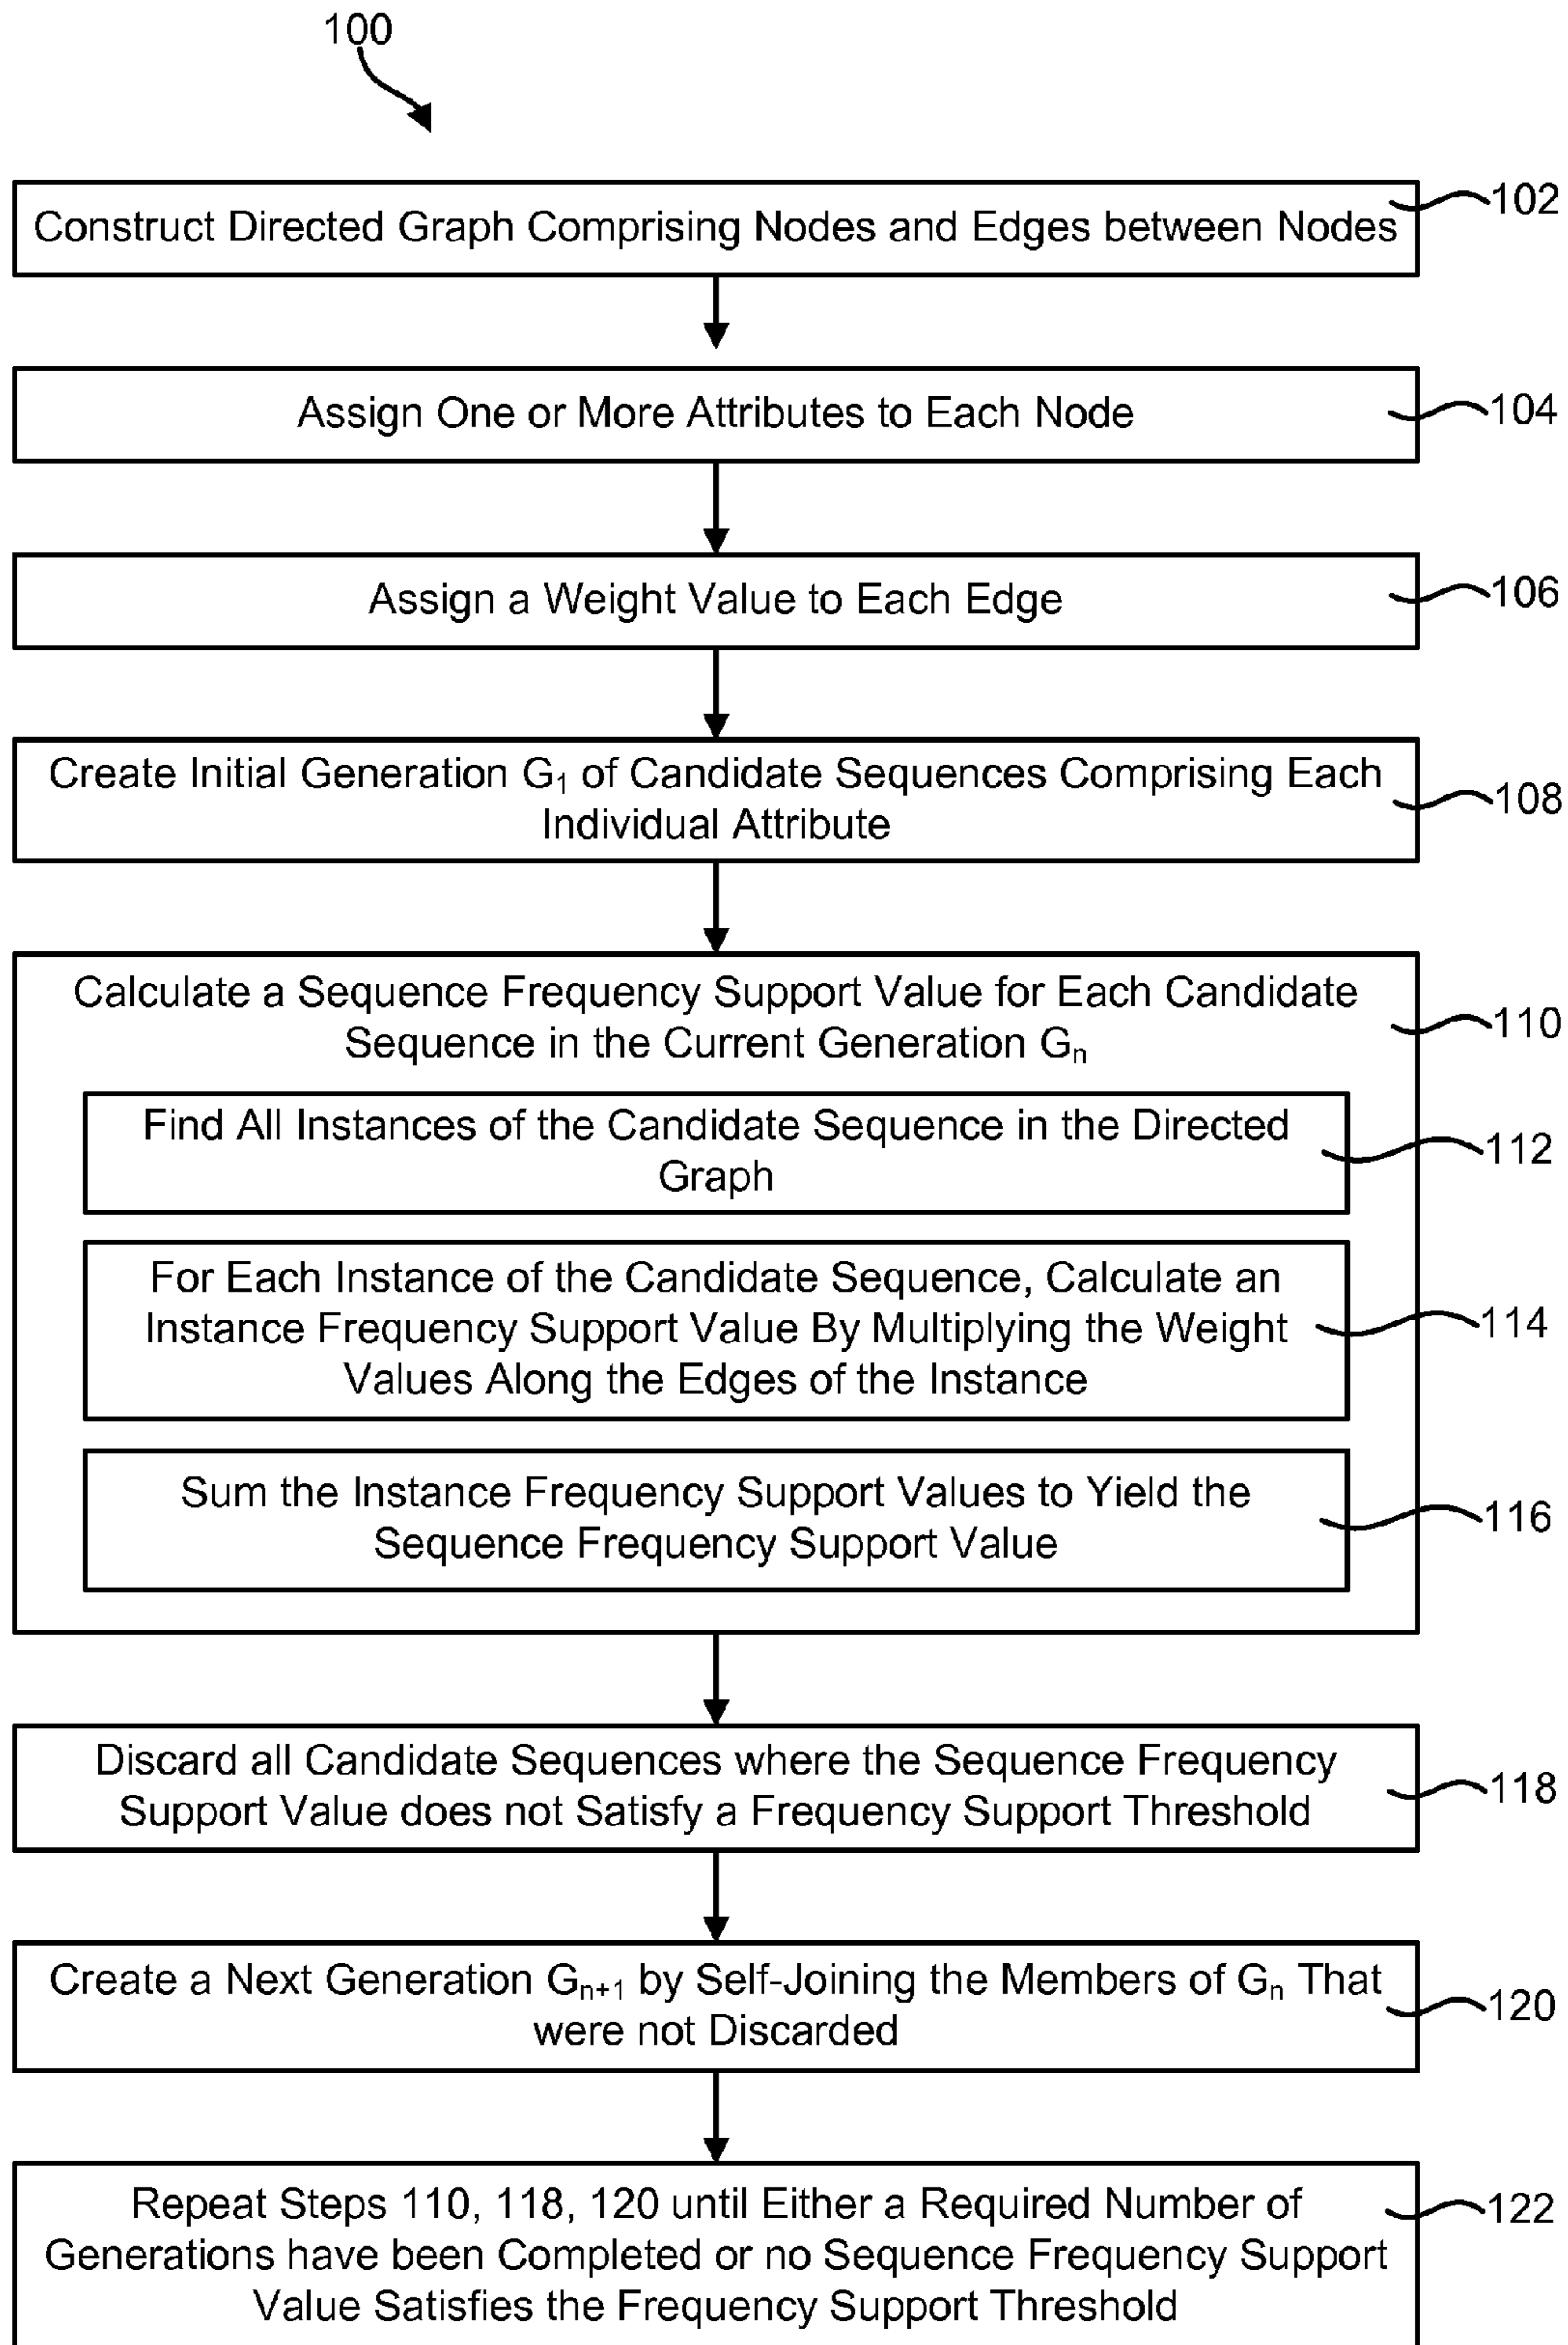 100
Construct Directed Graph Comprising Nodes and Edges between Nodes
102
Assign One or More Attributes to Each Node
104
Assign a Weight Value to Each Edge
106
Create Initial Generation G₁ of Candidate Sequences Comprising Each
Individual Attribute
108
Calculate a Sequence Frequency Support Value for Each Candidate
Sequence in the Current Generation Gₙ
110
Find All Instances of the Candidate Sequence in the Directed
Graph
112
For Each Instance of the Candidate Sequence, Calculate an
Instance Frequency Support Value By Multiplying the Weight
Values Along the Edges of the Instance
114
Sum the Instance Frequency Support Values to Yield the
Sequence Frequency Support Value
116
Discard all Candidate Sequences where the Sequence Frequency
Support Value does not Satisfy a Frequency Support Threshold
118
Create a Next Generation Gₙ₊₁ by Self-Joining the Members of Gₙ That
were not Discarded
120
Repeat Steps 110, 118, 120 until Either a Required Number of
Generations have been Completed or no Sequence Frequency Support
Value Satisfies the Frequency Support Threshold
122